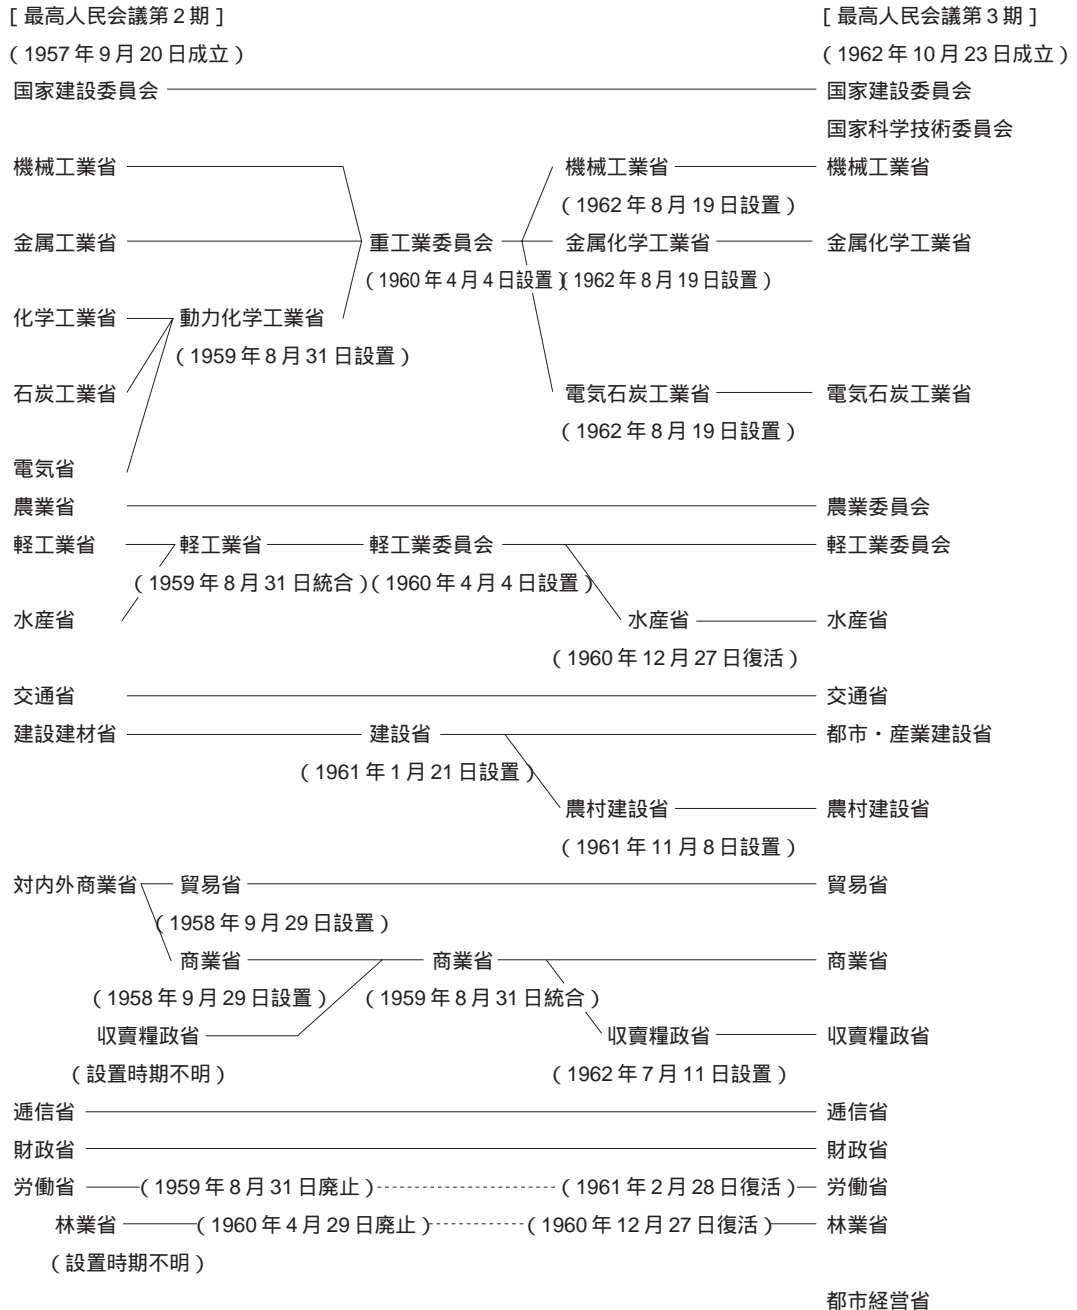 [ 最高人民会議第２期 ] [ 最高人民会議第３期 ]
( 1957 年 9 月 20 日成立 ) ( 1962 年 10 月 23 日成立 )
国家建設委員会 国家建設委員会
国家科学技術委員会
機械工業省 機械工業省 機械工業省
( 1962 年 8 月 19 日設置 )
金属工業省 重工業委員会 金属化学工業省 金属化学工業省
( 1960 年 4 月 4 日設置 ) ( 1962 年 8 月 19 日設置 )
化学工業省 動力化学工業省
( 1959 年 8 月 31 日設置 )
石炭工業省 電気石炭工業省 電気石炭工業省
( 1962 年 8 月 19 日設置 )
電気省
農業省 農業委員会
軽工業省 軽工業省 軽工業委員会 軽工業委員会
( 1959 年 8 月 31 日統合 ) ( 1960 年 4 月 4 日設置 )
水産省 水産省 水産省
( 1960 年 12 月 27 日復活 )
交通省 交通省
建設建材省 建設省 都市・産業建設省
( 1961 年 1 月 21 日設置 )
農村建設省 農村建設省
( 1961 年 11 月 8 日設置 )
対内外商業省 貿易省 貿易省
( 1958 年 9 月 29 日設置 )
商業省 商業省 商業省
( 1958 年 9 月 29 日設置 ) ( 1959 年 8 月 31 日統合 )
収賣糧政省 収賣糧政省 収賣糧政省
( 設置時期不明 ) ( 1962 年 7 月 11 日設置 )
逓信省 逓信省
財政省 財政省
労働省 ( 1959 年 8 月 31 日廃止 ) ( 1961 年 2 月 28 日復活 ) 労働省
林業省 ( 1960 年 4 月 29 日廃止 ) ( 1960 年 12 月 27 日復活 ) 林業省
( 設置時期不明 )
都市経営省